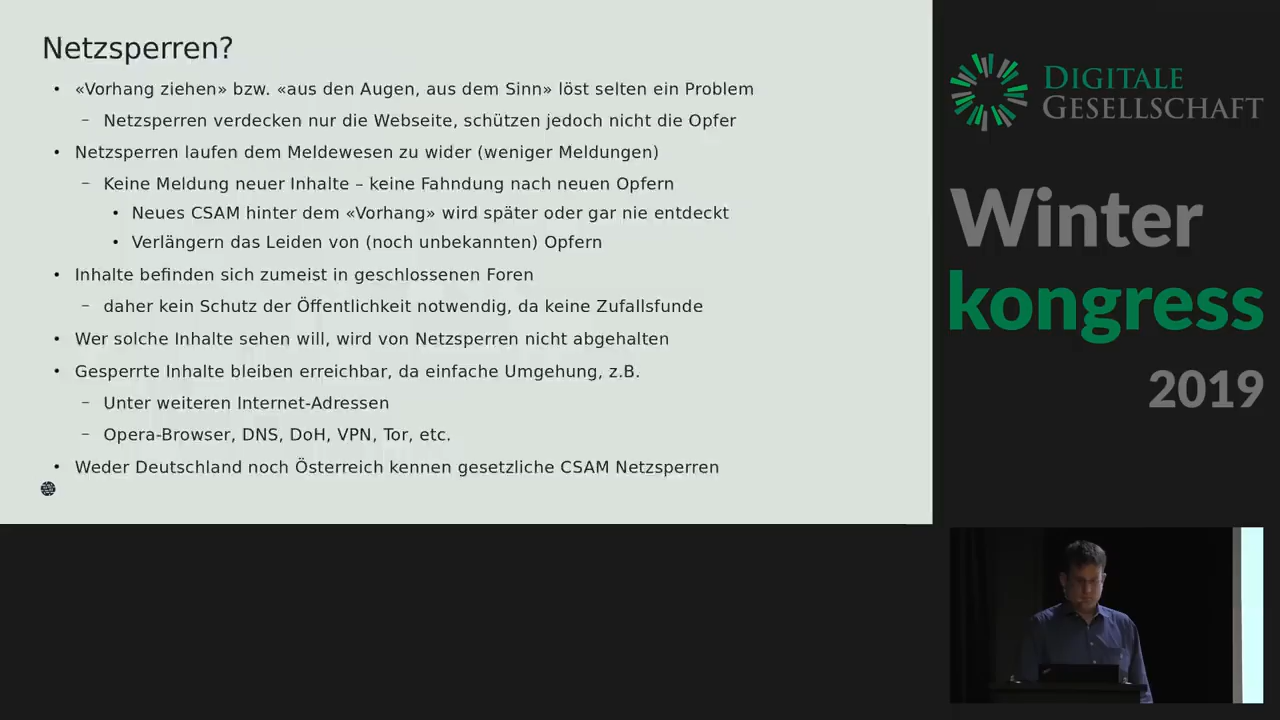 Netzsperren?
• «Vorhang ziehen» bzw. «aus den Augen, aus dem Sinn» löst selten ein Problem
– Netzsperren verdecken nur die Webseite, schützen jedoch nicht die Opfer
• Netzsperren laufen dem Meldewesen zu wider (weniger Meldungen)
– Keine Meldung neuer Inhalte – keine Fahndung nach neuen Opfern
• Neues CSAM hinter dem «Vorhang» wird später oder gar nie entdeckt
• Verlängern das Leiden von (noch unbekannten) Opfern
• Inhalte befinden sich zumeist in geschlossenen Foren
– daher kein Schutz der Öffentlichkeit notwendig, da keine Zufallsfunde
• Wer solche Inhalte sehen will, wird von Netzsperren nicht abgehalten
• Gesperrte Inhalte bleiben erreichbar, da einfache Umgehung, z.B.
– Unter weiteren Internet-Adressen
– Opera-Browser, DNS, DoH, VPN, Tor, etc.
• Weder Deutschland noch Österreich kennen gesetzliche CSAM Netzsperren
DIGITALE
GESELLSCHAFT
Winter
kongress
2019